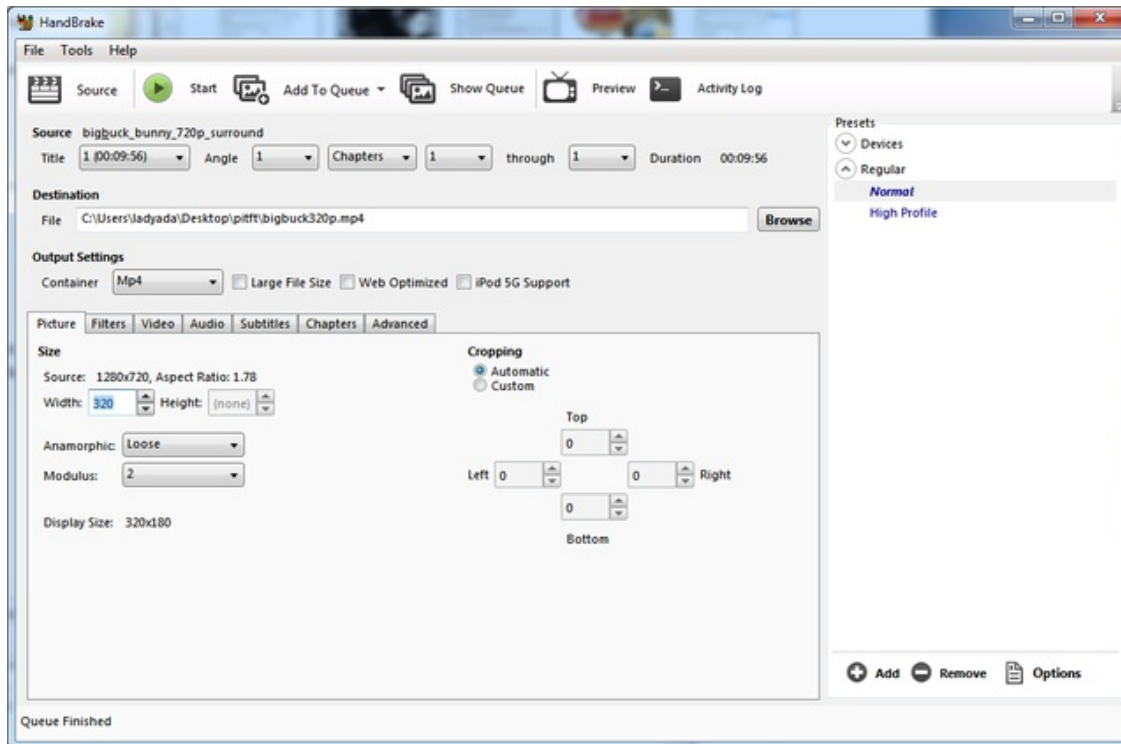 HandBrake
File Tools Help
Source Start Add To Queue Show Queue Preview Activity Log
Source bigbuck_bunny_720p_surround
Title 1 (00:09:56) Angle 1 Chapters 1 through 1 Duration 00:09:56
Destination
File C:\Users\ladyada\Desktop\pitft\bigbuck320p.mp4 Browse
Output Settings
Container Mp4 Large File Size Web Optimized iPod 5G Support
Picture Filters Video Audio Subtitles Chapters Advanced
Size
Source: 1280x720, Aspect Ratio: 1.78
Width: 320 Height: (none)
Anamorphic: Loose
Modulus: 2
Display Size: 320x180
Cropping
Automatic
Custom
Top
0
Left 0 0 Right
0
Bottom
Presets
Devices
Regular
Normal
High Profile
Add Remove Options
Queue Finished